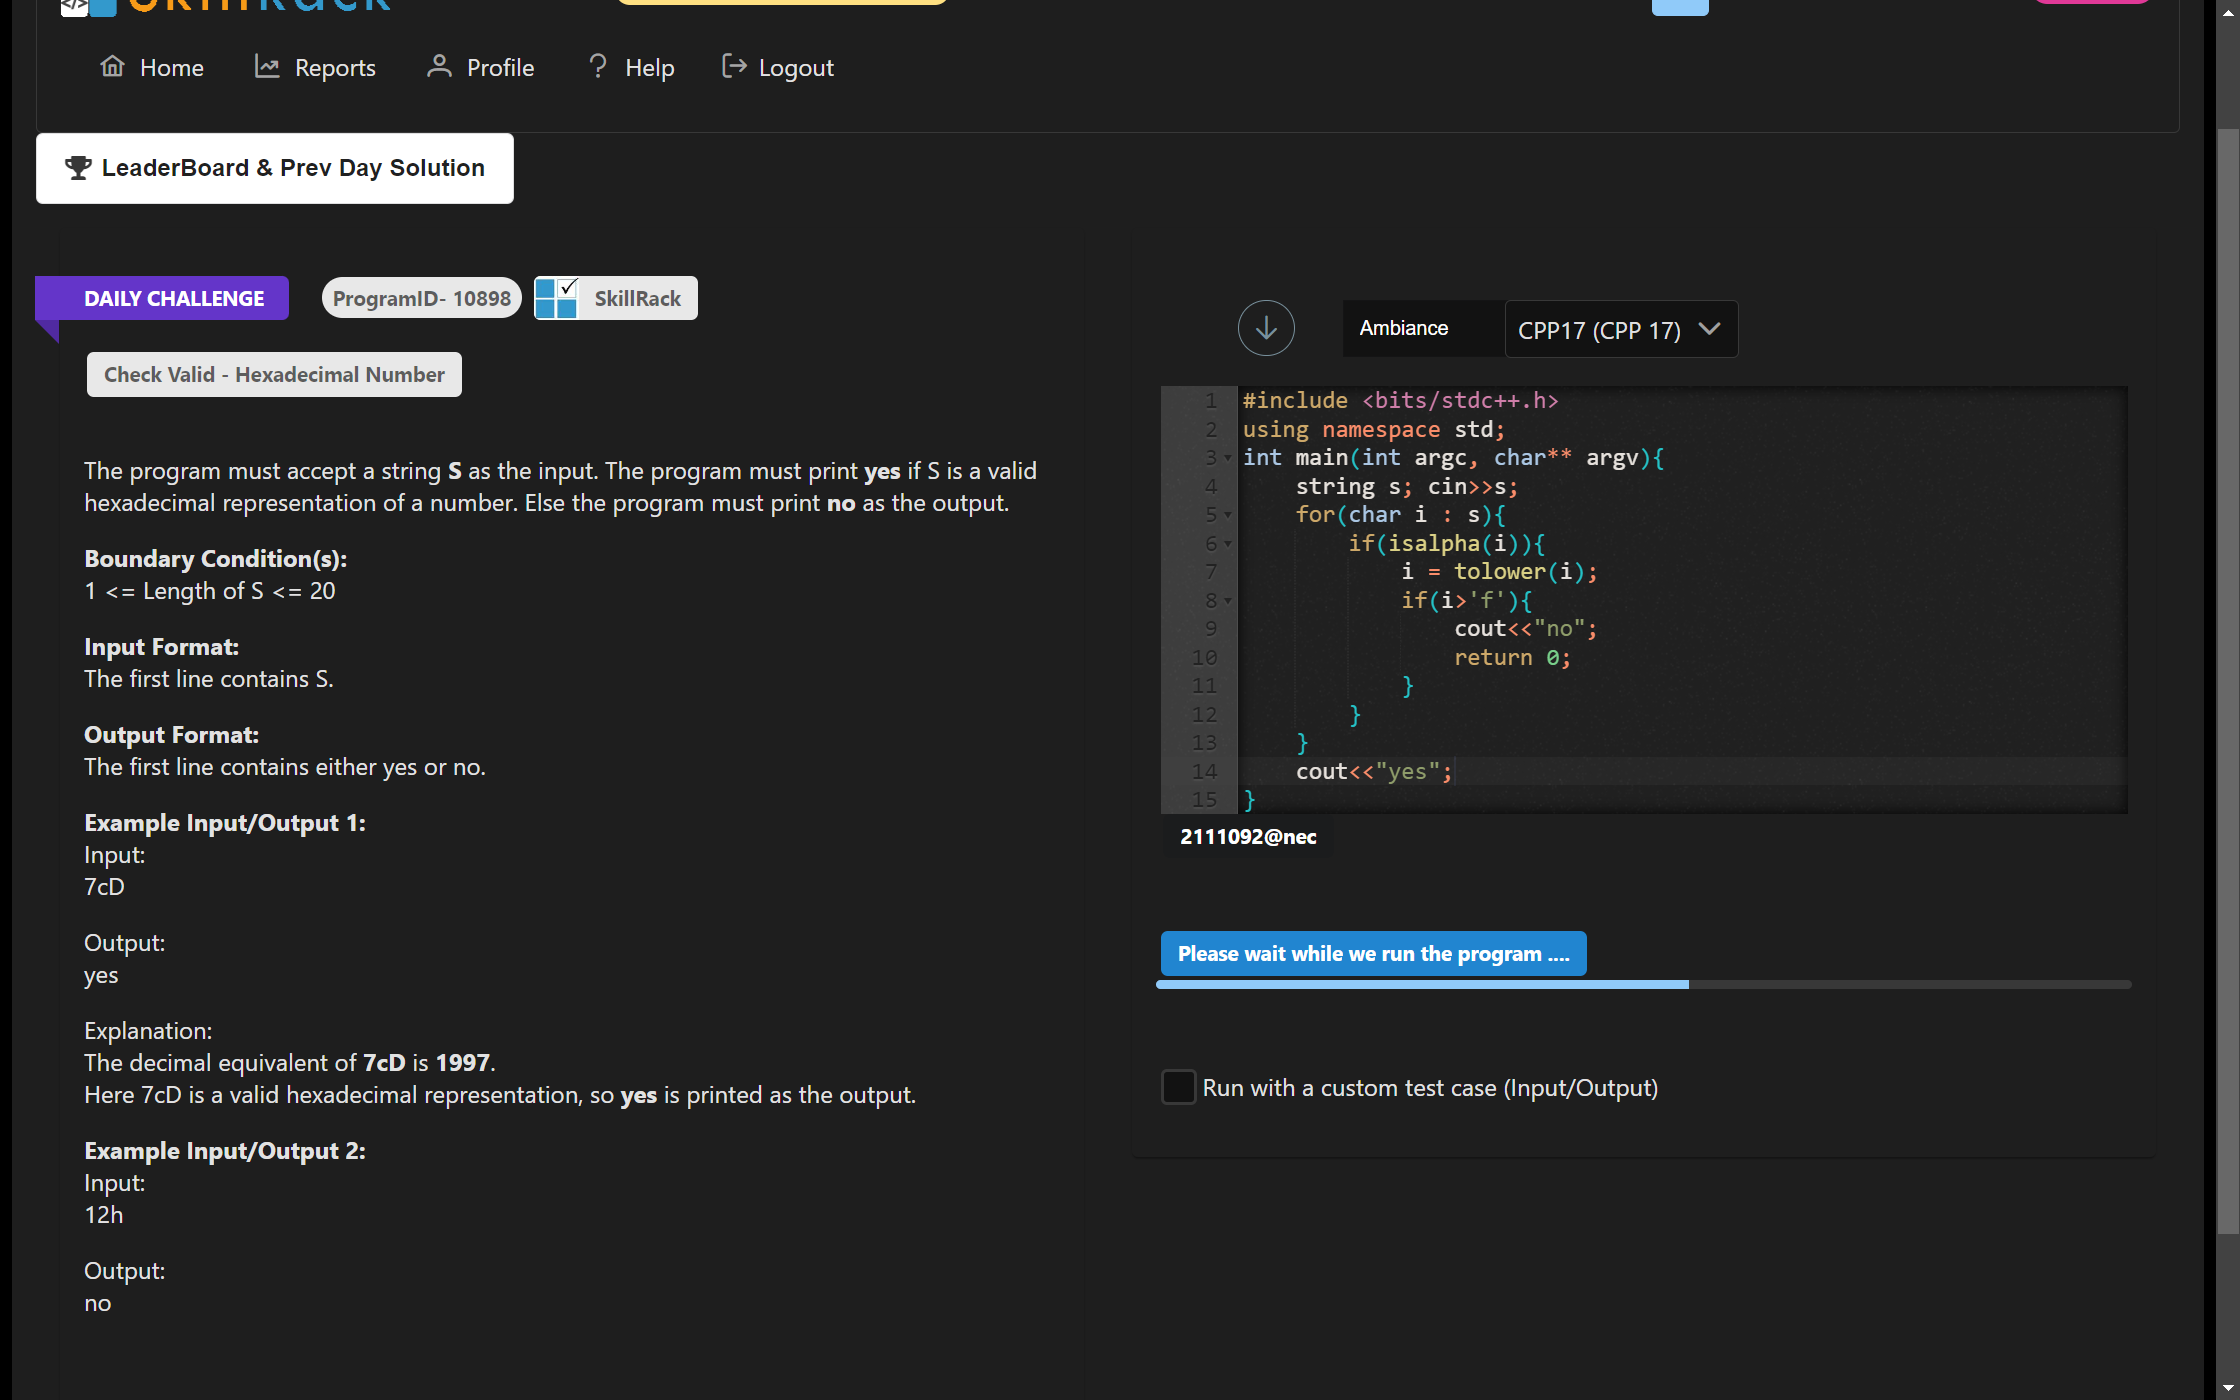 Home Reports Profile ? Help Logout
LeaderBoard & Prev Day Solution
DAILY CHALLENGE ProgramID- 10898 SkillRack
Check Valid - Hexadecimal Number
The program must accept a string S as the input. The program must print yes if S is a valid
hexadecimal representation of a number. Else the program must print no as the output.
Boundary Condition(s):
1 <= Length of S <= 20
Input Format:
The first line contains S.
Output Format:
The first line contains either yes or no.
Example Input/Output 1:
Input:
7cD
Output:
yes
Explanation:
The decimal equivalent of 7cD is 1997.
Here 7cD is a valid hexadecimal representation, so yes is printed as the output.
Example Input/Output 2:
Input:
12h
Output:
no
Ambiance CPP17 (CPP 17)
1 #include <bits/stdc++.h>
2 using namespace std;
3 int main(int argc, char** argv){
4     string s; cin>>s;
5     for(char i : s){
6         if(isalpha(i)){
7             i = tolower(i);
8             if(i>'f'){
9                 cout<<"no";
10                 return 0;
11             }
12         }
13     }
14     cout<<"yes";
15 }
2111092@nec
Please wait while we run the program ....
Run with a custom test case (Input/Output)